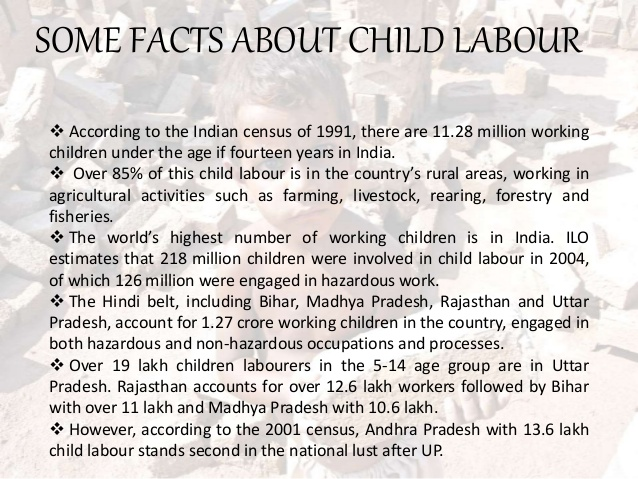 SOME FACTS ABOUT CHILD LABOUR
❖ According to the Indian census of 1991, there are 11.28 million working
children under the age if fourteen years in India.
❖ Over 85% of this child labour is in the country's rural areas, working in
agricultural activities such as farming, livestock, rearing, forestry and
fisheries.
❖ The world's highest number of working children is in India. ILO
estimates that 218 million children were involved in child labour in 2004,
of which 126 million were engaged in hazardous work.
❖ The Hindi belt, including Bihar, Madhya Pradesh, Rajasthan and Uttar
Pradesh, account for 1.27 crore working children in the country, engaged in
both hazardous and non-hazardous occupations and processes.
❖ Over 19 lakh children labourers in the 5-14 age group are in Uttar
Pradesh. Rajasthan accounts for over 12.6 lakh workers followed by Bihar
with over 11 lakh and Madhya Pradesh with 10.6 lakh.
❖ However, according to the 2001 census, Andhra Pradesh with 13.6 lakh
child labour stands second in the national lust after UP.